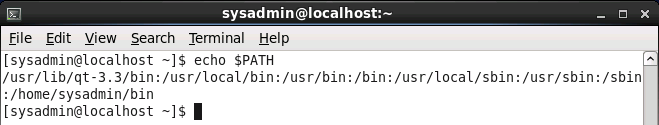 sysadmin@localhost:~
File Edit View Search Terminal Help
[sysadmin@localhost ~]$ echo $PATH
/usr/lib/qt-3.3/bin:/usr/local/bin:/usr/bin:/bin:/usr/local/sbin:/usr/sbin:/sbin
:/home/sysadmin/bin
[sysadmin@localhost ~]$